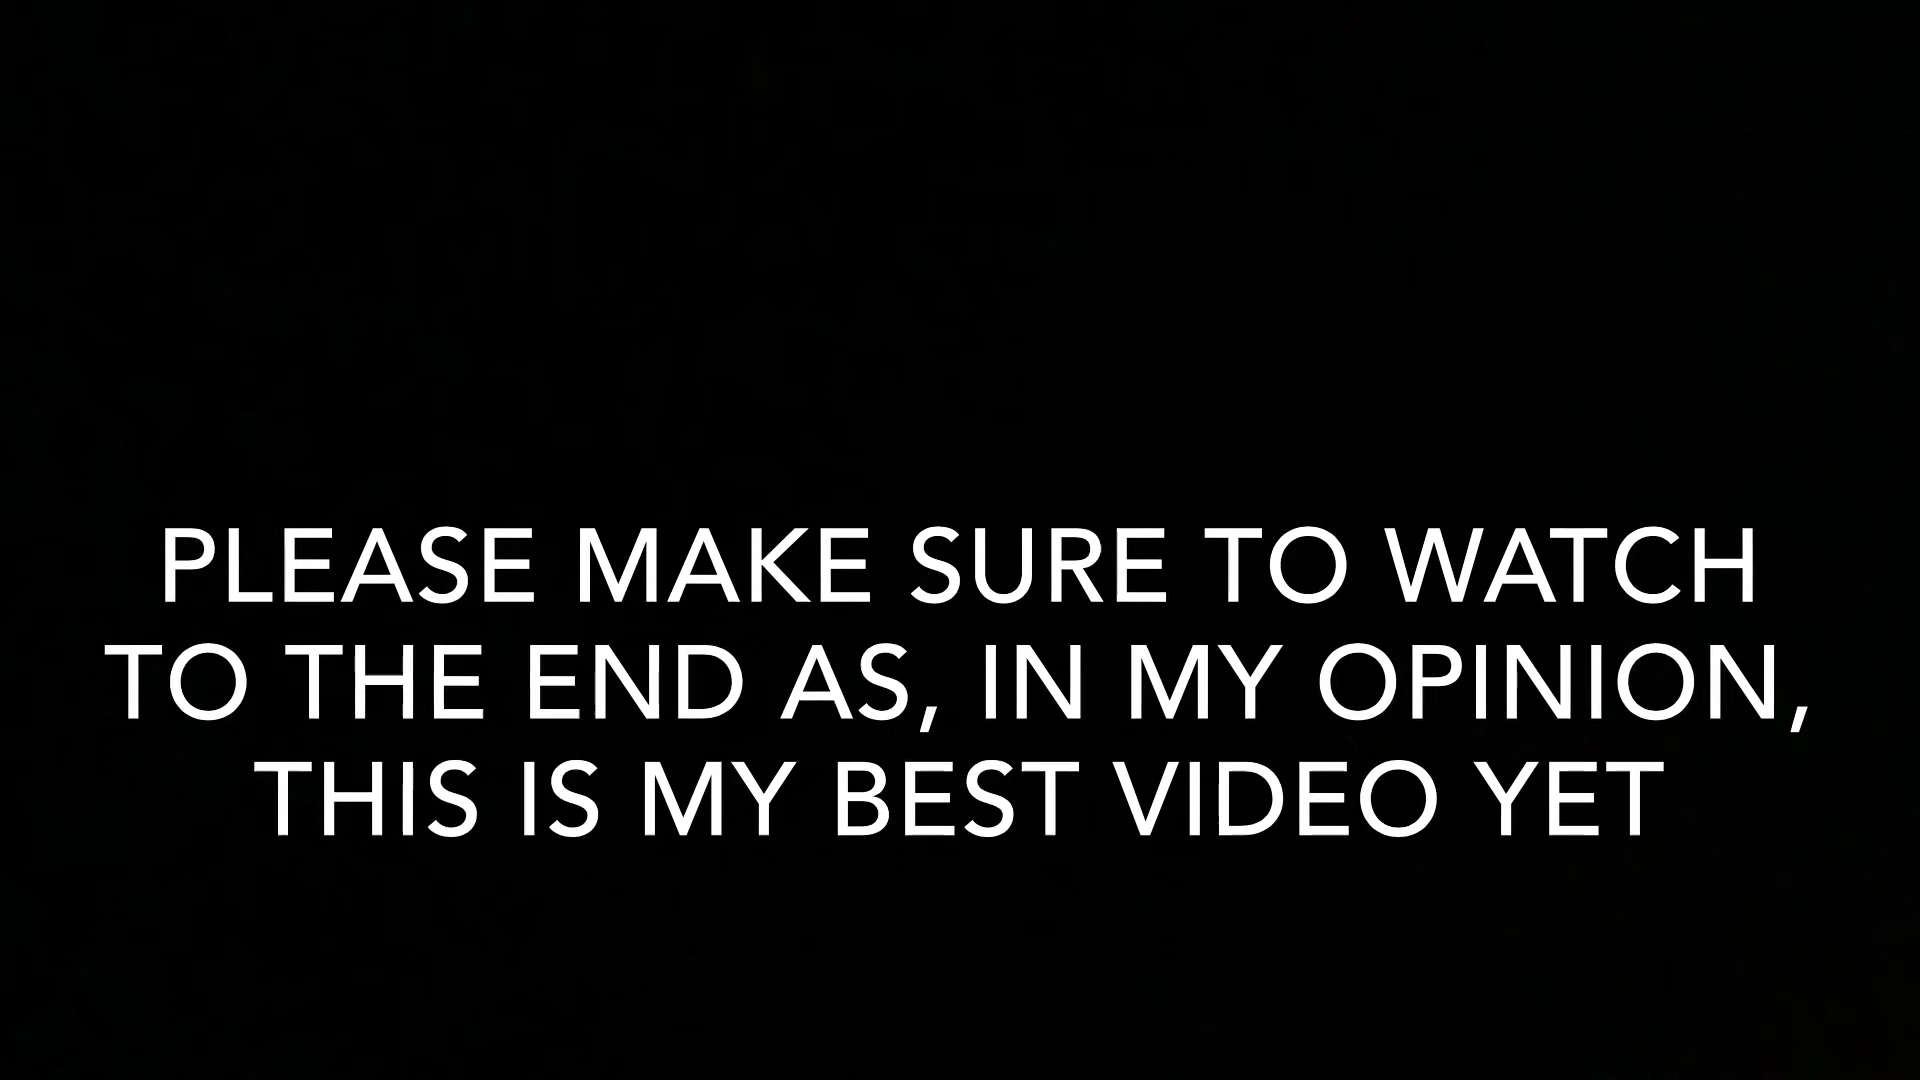 PLEASE MAKE SURE TO WATCH
TO THE END AS, IN MY OPINION,
THIS IS MY BEST VIDEO YET